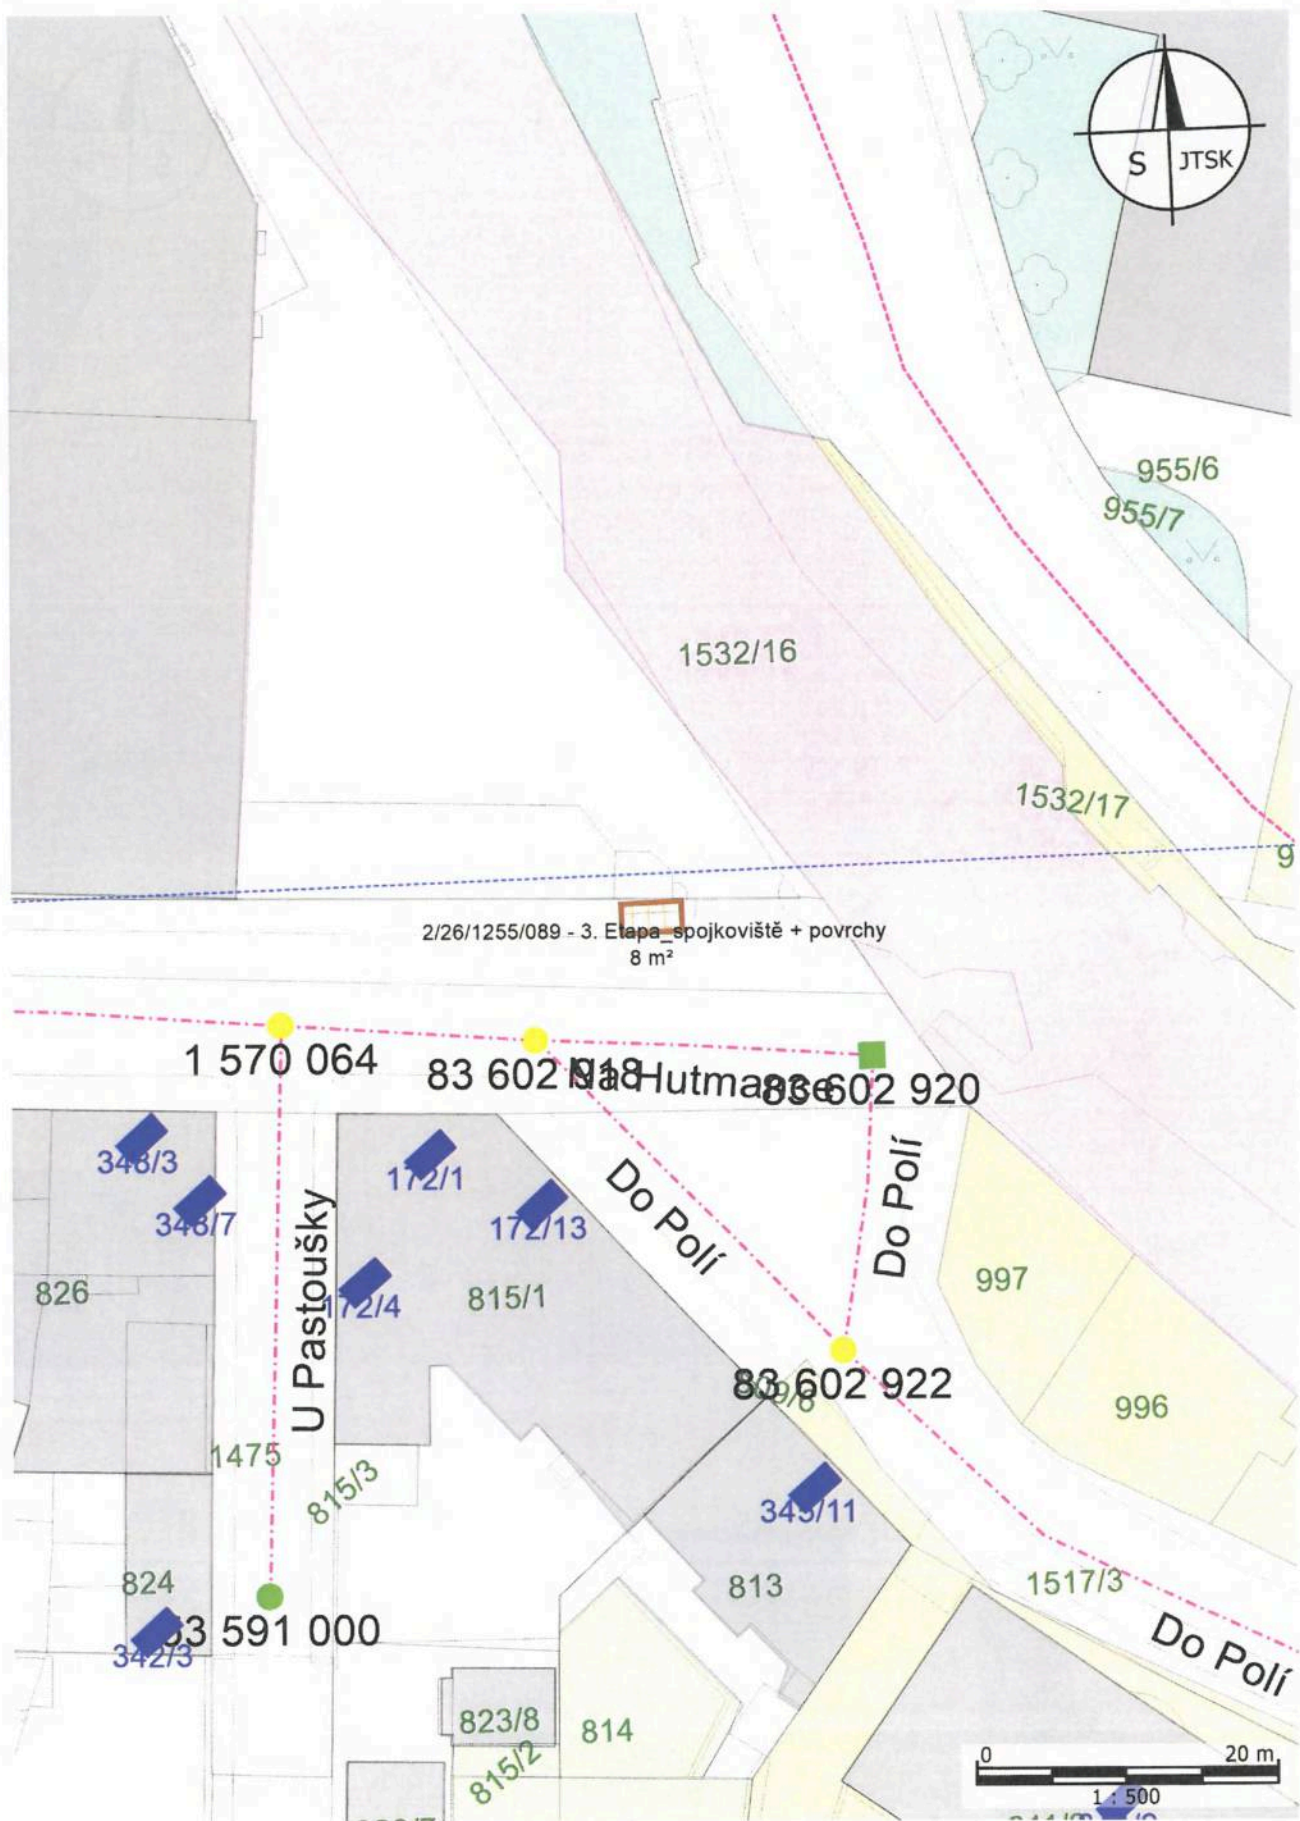 S JTSK
955/6
955/7
1532/16
1532/17
9
2/26/1255/089 - 3. Etapa_spojkoviště + povrchy
8 m²
1 570 064
83 602 918
Na Hutmance
83 602 920
348/3
348/7
172/1
172/13
172/4
Do Polí
Do Polí
U Pastoušky
826
815/1
997
996
83 602 922
1475
815/3
345/11
813
824
1517/3
591 000
342/3
Do Polí
823/8
814
815/2
0 20 m
1 : 500